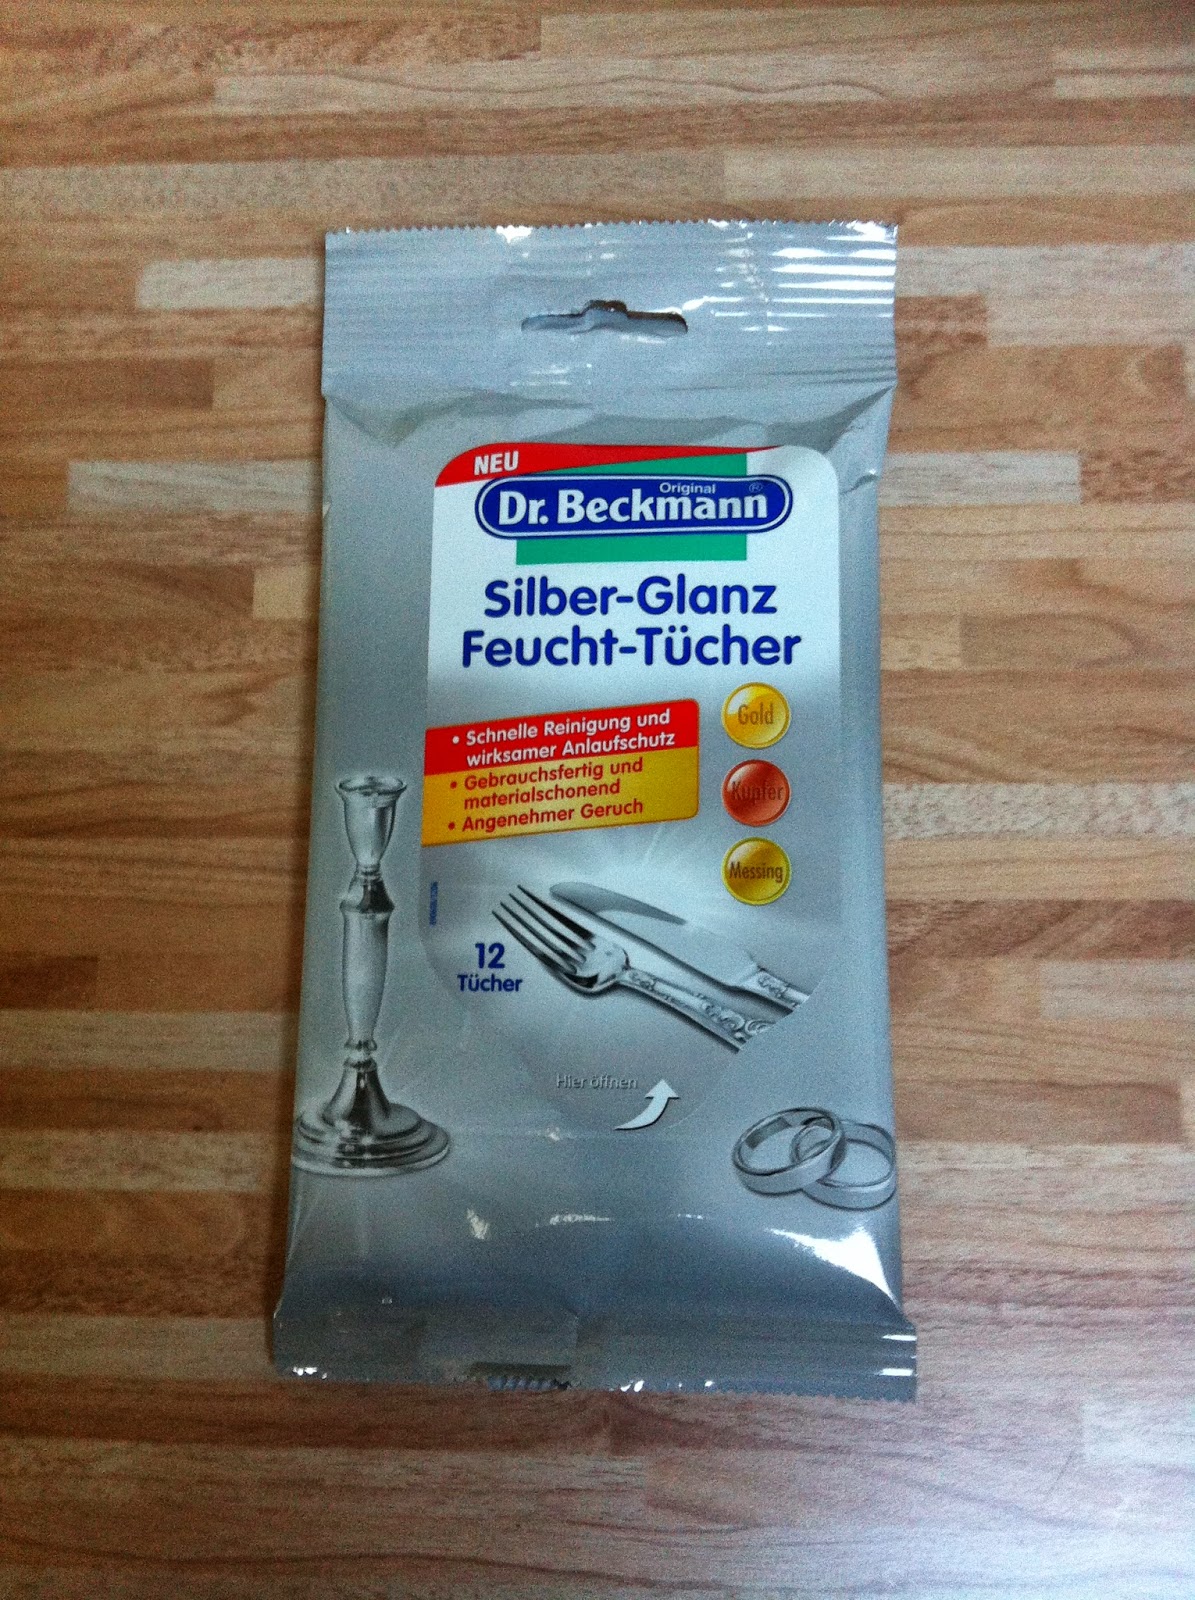 NEU
Original
Dr. Beckmann®
Silber-Glanz
Feucht-Tücher
• Schnelle Reinigung und
wirksamer Anlaufschutz
• Gebrauchsfertig und
materialschonend
• Angenehmer Geruch
Gold
Kupfer
Messing
12
Tücher
Hier öffnen